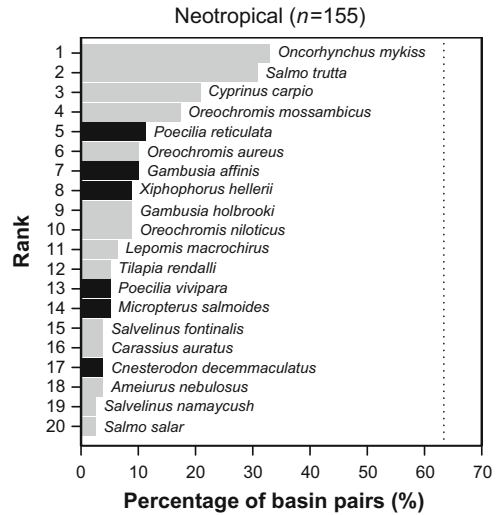 Neotropical (n=155)
1 Oncorhynchus mykiss
2 Salmo trutta
3 Cyprinus carpio
4 Oreochromis mossambicus
5 Poecilia reticulata
6 Oreochromis aureus
7 Gambusia affinis
8 Xiphophorus hellerii
9 Gambusia holbrooki
10 Oreochromis niloticus
11 Lepomis macrochirus
12 Tilapia rendalli
13 Poecilia vivipara
14 Micropterus salmoides
15 Salvelinus fontinalis
16 Carassius auratus
17 Cnesterodon decemmaculatus
18 Ameiurus nebulosus
19 Salvelinus namaycush
20 Salmo salar
Rank
0 10 20 30 40 50 60 70
Percentage of basin pairs (%)